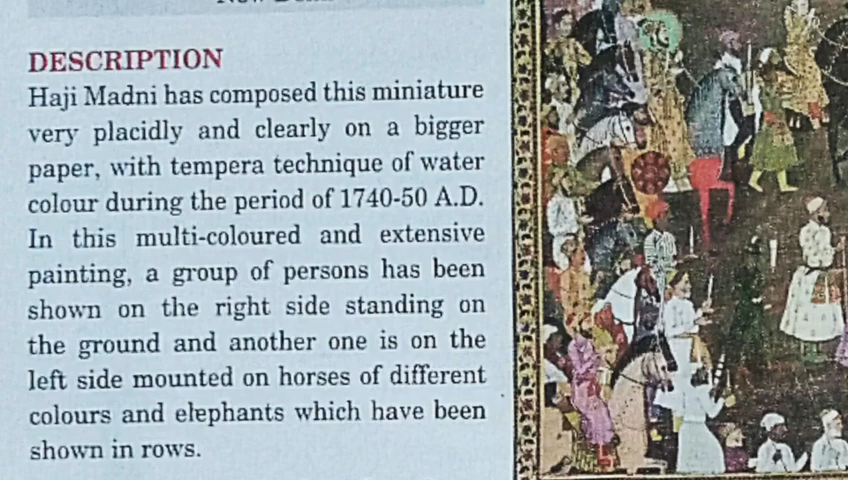 DESCRIPTION
Haji Madni has composed this miniature
very placidly and clearly on a bigger
paper, with tempera technique of water
colour during the period of 1740-50 A.D.
In this multi-coloured and extensive
painting, a group of persons has been
shown on the right side standing on
the ground and another one is on the
left side mounted on horses of different
colours and elephants which have been
shown in rows.